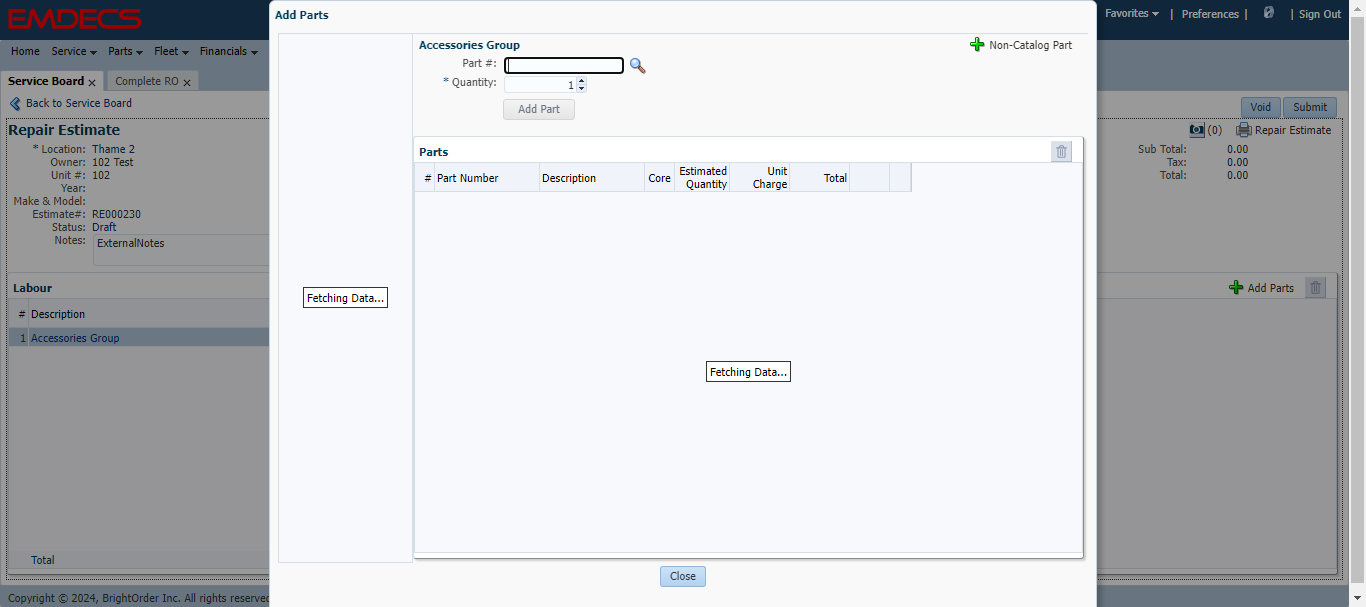 EMDECS
Favorites | Preferences | | Sign Out
Home Service Parts Fleet Financials
Service Board x Complete RO x
Back to Service Board
Void Submit
Repair Estimate
(0) Repair Estimate
* Location: Thame 2
Owner: 102 Test
Unit #: 102
Year:
Make & Model:
Estimate#: RE000230
Status: Draft
Notes: ExternalNotes
Sub Total: 0.00
Tax: 0.00
Total: 0.00
Labour
Add Parts
# Description
1 Accessories Group
Total
Copyright © 2024, BrightOrder Inc. All rights reserved
Add Parts
Fetching Data...
Accessories Group
Non-Catalog Part
Part #:
* Quantity: 1
Add Part
Parts
# Part Number Description Core Estimated Quantity Unit Charge Total
Fetching Data...
Close